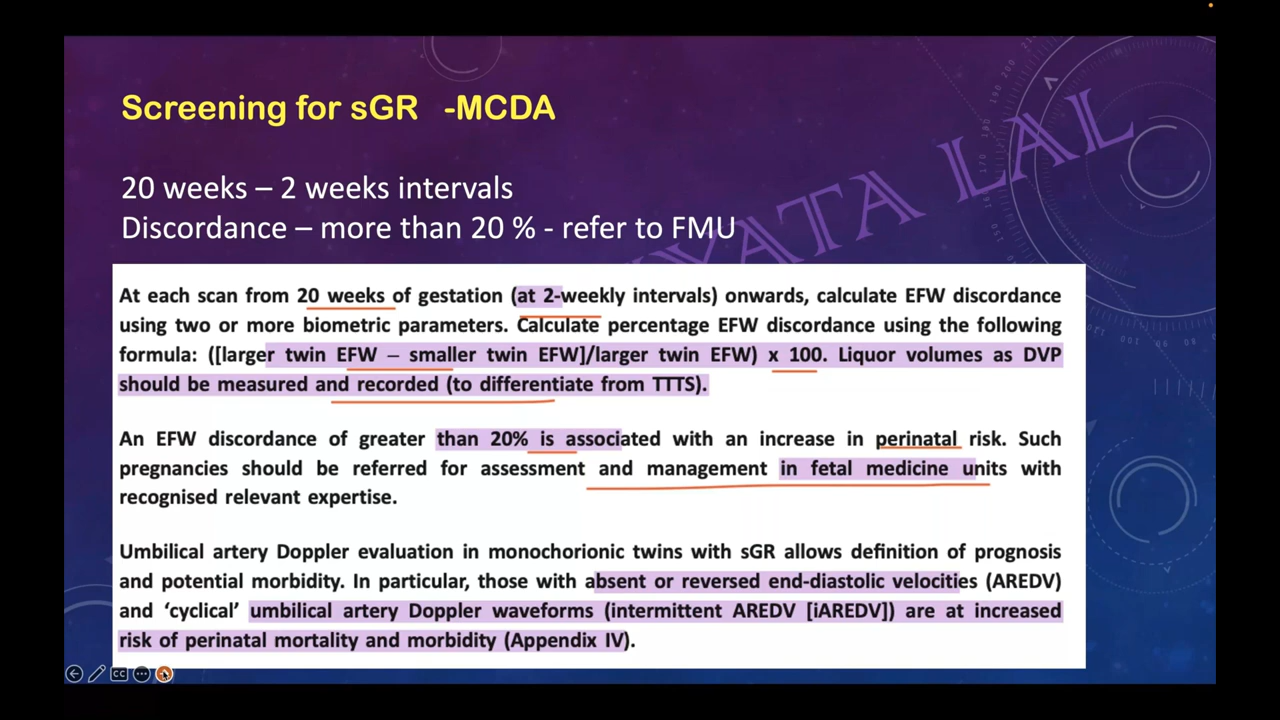 Screening for sGR -MCDA
20 weeks – 2 weeks intervals
Discordance – more than 20 % - refer to FMU
YATA LAL
At each scan from 20 weeks of gestation (at 2-weekly intervals) onwards, calculate EFW discordance
using two or more biometric parameters. Calculate percentage EFW discordance using the following
formula: ([larger twin EFW – smaller twin EFW]/larger twin EFW) x 100. Liquor volumes as DVP
should be measured and recorded (to differentiate from TTTS).
An EFW discordance of greater than 20% is associated with an increase in perinatal risk. Such
pregnancies should be referred for assessment and management in fetal medicine units with
recognised relevant expertise.
Umbilical artery Doppler evaluation in monochorionic twins with sGR allows definition of prognosis
and potential morbidity. In particular, those with absent or reversed end-diastolic velocities (AREDV)
and ‘cyclical’ umbilical artery Doppler waveforms (intermittent AREDV [iAREDV]) are at increased
risk of perinatal mortality and morbidity (Appendix IV).
CC